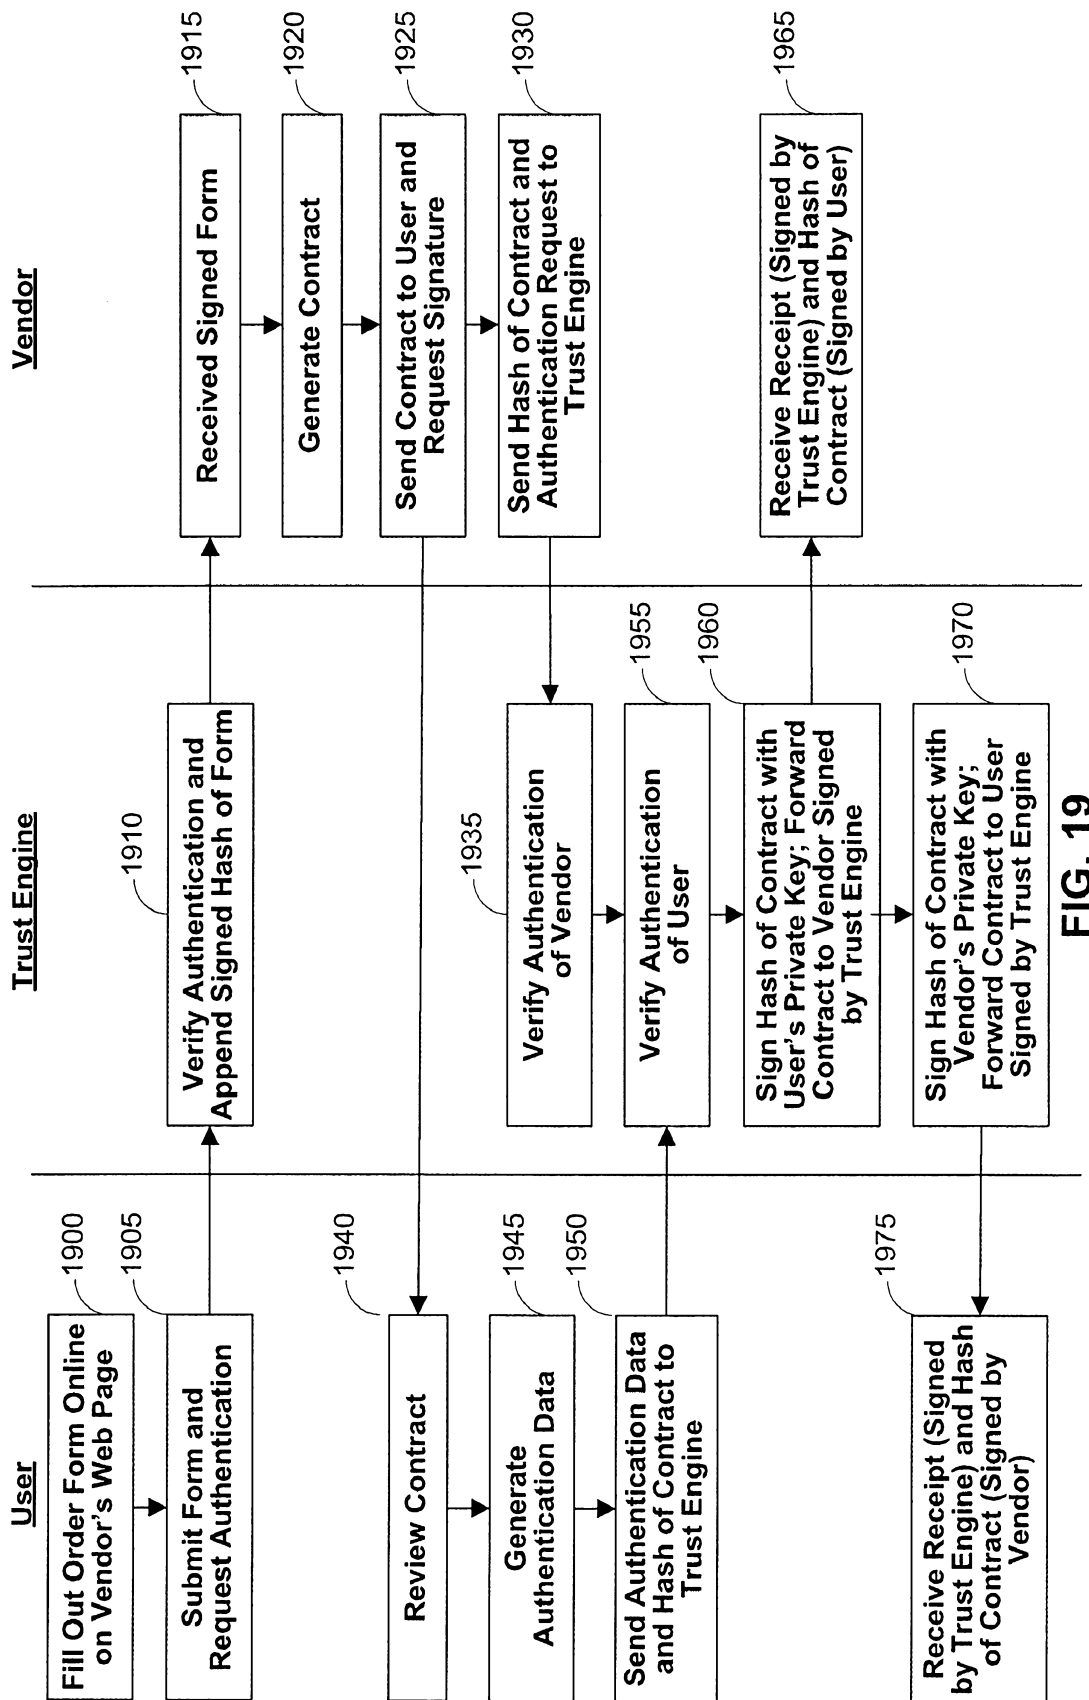 User
Trust Engine
Vendor
1900
Fill Out Order Form Online
on Vendor's Web Page
1905
Submit Form and
Request Authentication
1910
Verify Authentication and
Append Signed Hash of Form
1915
Received Signed Form
1920
Generate Contract
1925
Send Contract to User and
Request Signature
1930
Send Hash of Contract and
Authentication Request to
Trust Engine
1935
Verify Authentication
of Vendor
1940
Review Contract
1945
Generate
Authentication Data
1950
Send Authentication Data
and Hash of Contract to
Trust Engine
1955
Verify Authentication
of User
1960
Sign Hash of Contract with
User's Private Key; Forward
Contract to Vendor Signed
by Trust Engine
1965
Receive Receipt (Signed by
Trust Engine) and Hash of
Contract (Signed by User)
1970
Sign Hash of Contract with
Vendor's Private Key;
Forward Contract to User
Signed by Trust Engine
1975
Receive Receipt (Signed
by Trust Engine) and Hash
of Contract (Signed by
Vendor)
FIG. 19